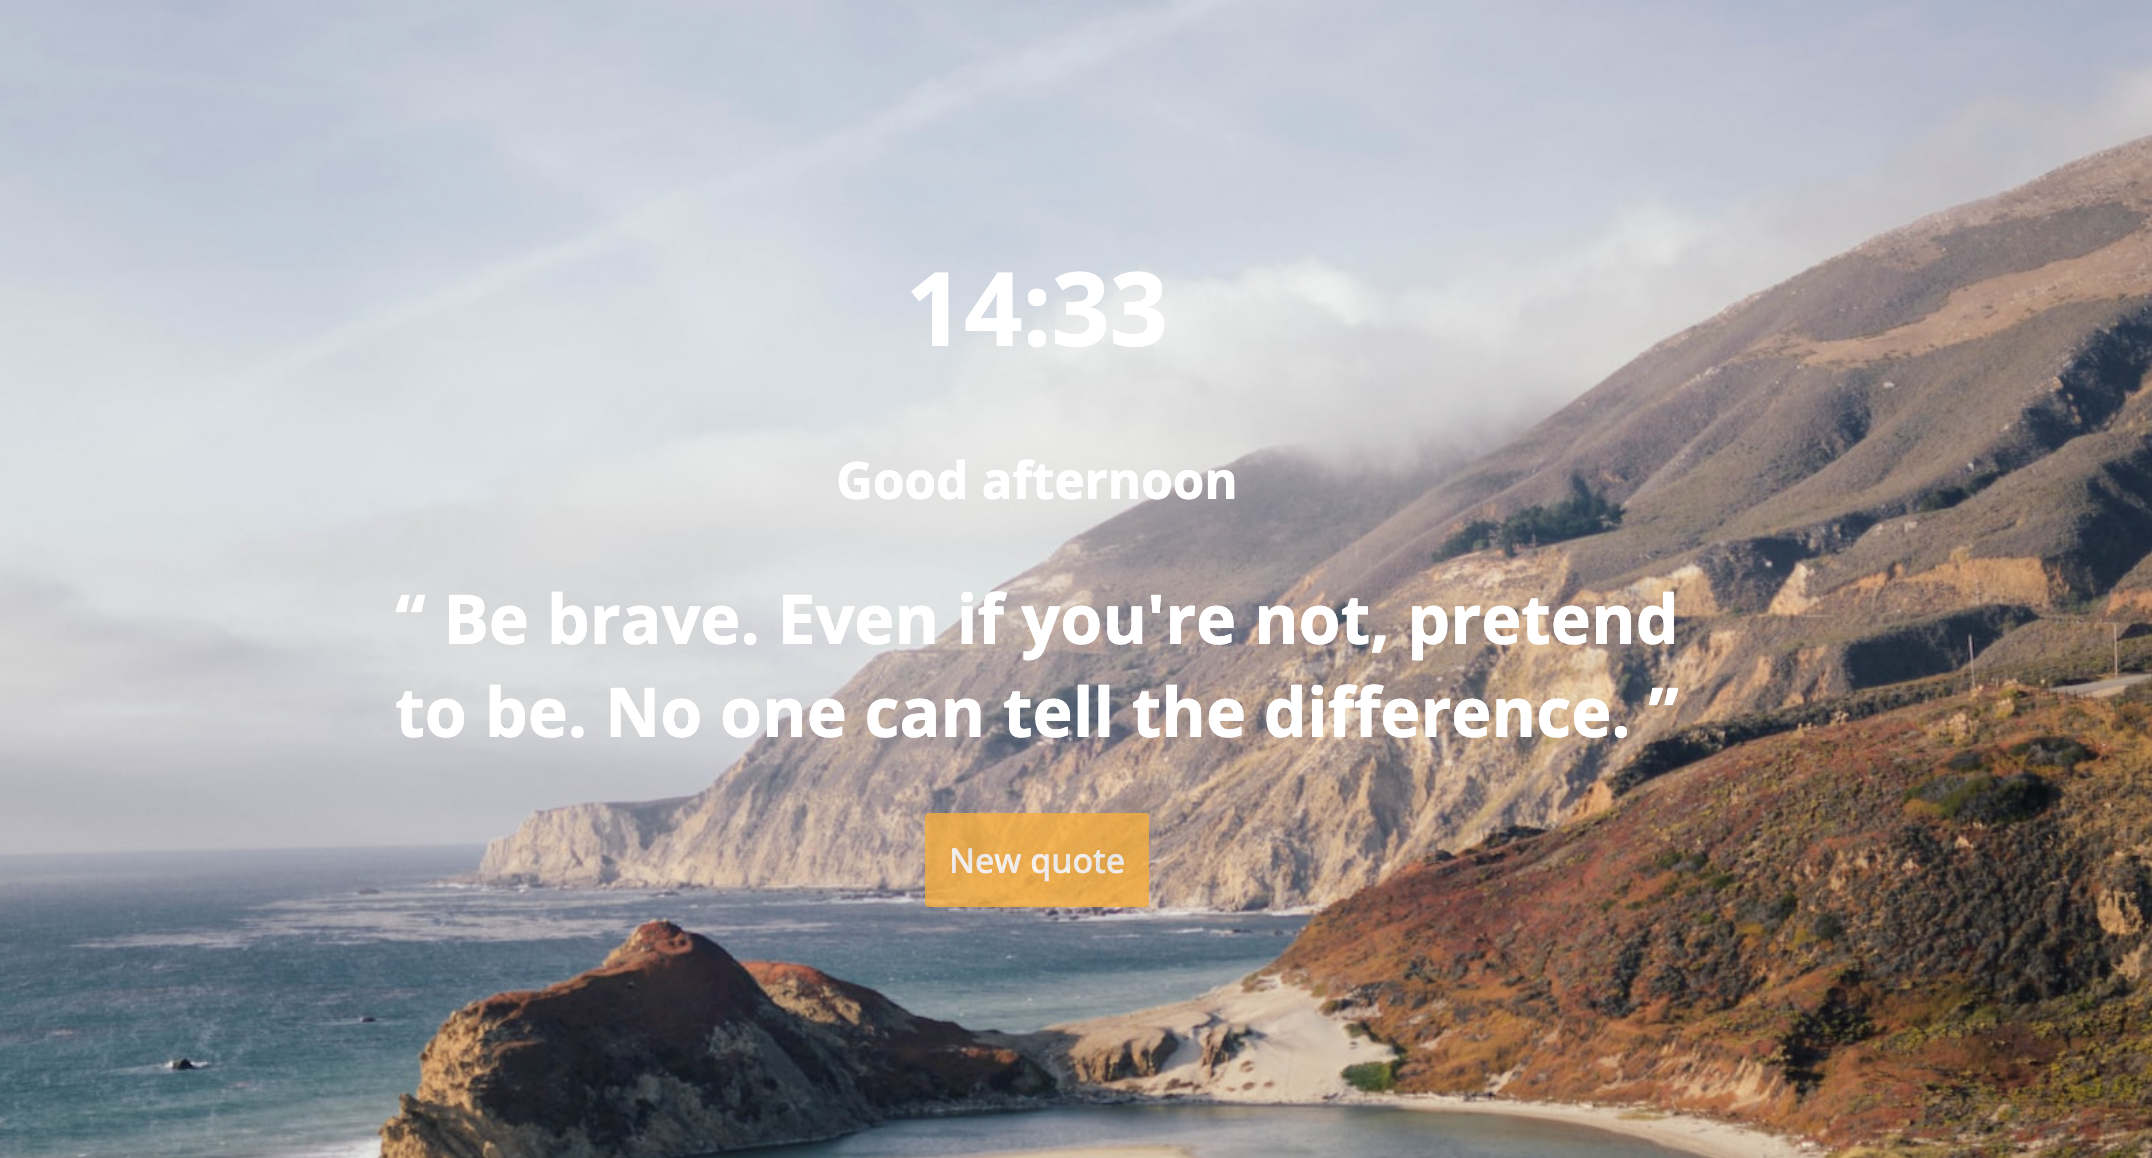 14:33
Good afternoon
“ Be brave. Even if you're not, pretend
to be. No one can tell the difference. ”
New quote